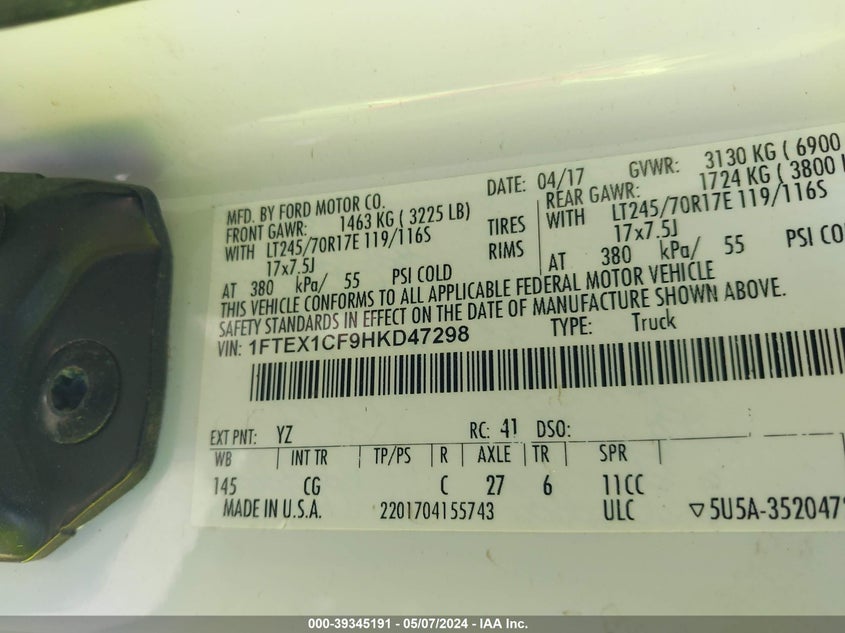 MFD. BY FORD MOTOR CO. DATE: 04/17 GVWR: 3130 KG ( 6900
FRONT GAWR: 1463 KG ( 3225 LB) REAR GAWR: 1724 KG ( 3800
WITH LT245/70R17E 119/116S TIRES WITH LT245/70R17E 119/116S
17x7.5J RIMS 17x7.5J
AT 380 kPa/ 55 PSI COLD AT 380 kPa/ 55 PSI
THIS VEHICLE CONFORMS TO ALL APPLICABLE FEDERAL MOTOR VEHICLE
SAFETY STANDARDS IN EFFECT ON THE DATE OF MANUFACTURE SHOWN ABOVE.
VIN: 1FTEX1CF9HKD47298 TYPE: Truck
EXT PNT: YZ RC: 41 DSO:
WB INT TR TP/PS R AXLE TR SPR
145 CG C 27 6 11CC
MADE IN U.S.A. 2201704155743 ULC ▽5U5A-352047
000-39345191 - 05/07/2024 - IAA Inc.